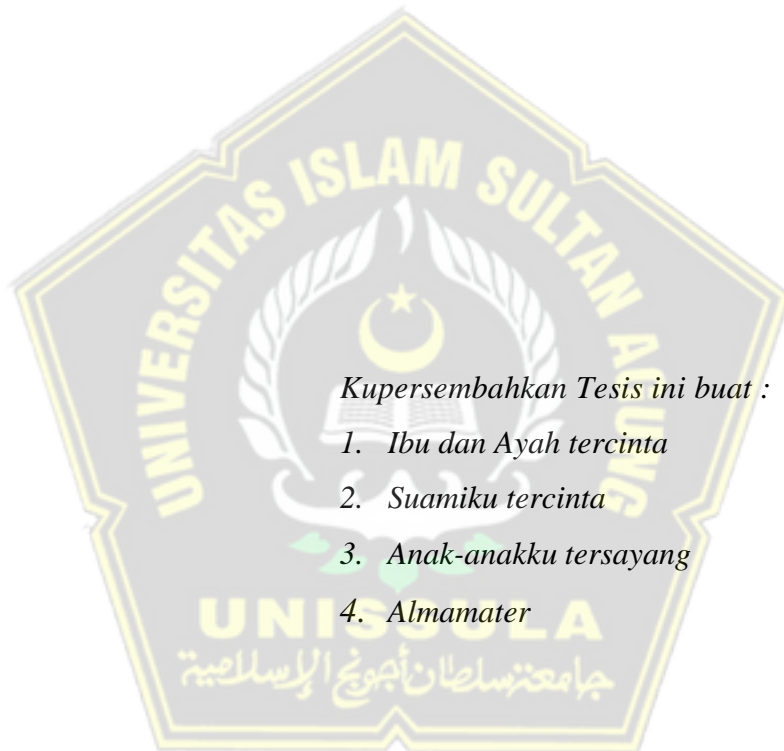 UNIVERSITAS ISLAM SULTAN AGUNG
Kupersembahkan Tesis ini buat :
1. Ibu dan Ayah tercinta
2. Suamiku tercinta
3. Anak-anakku tersayang
4. Almamater
UNISSULA
جامعة سلطان أجونج الإسلامية